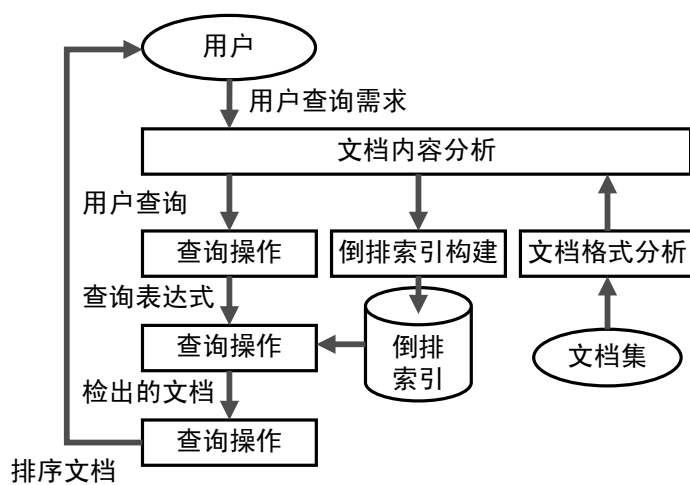 用户
用户查询需求
文档内容分析
用户查询
查询操作
倒排索引构建
文档格式分析
查询表达式
查询操作
倒排
索引
文档集
检出的文档
查询操作
排序文档